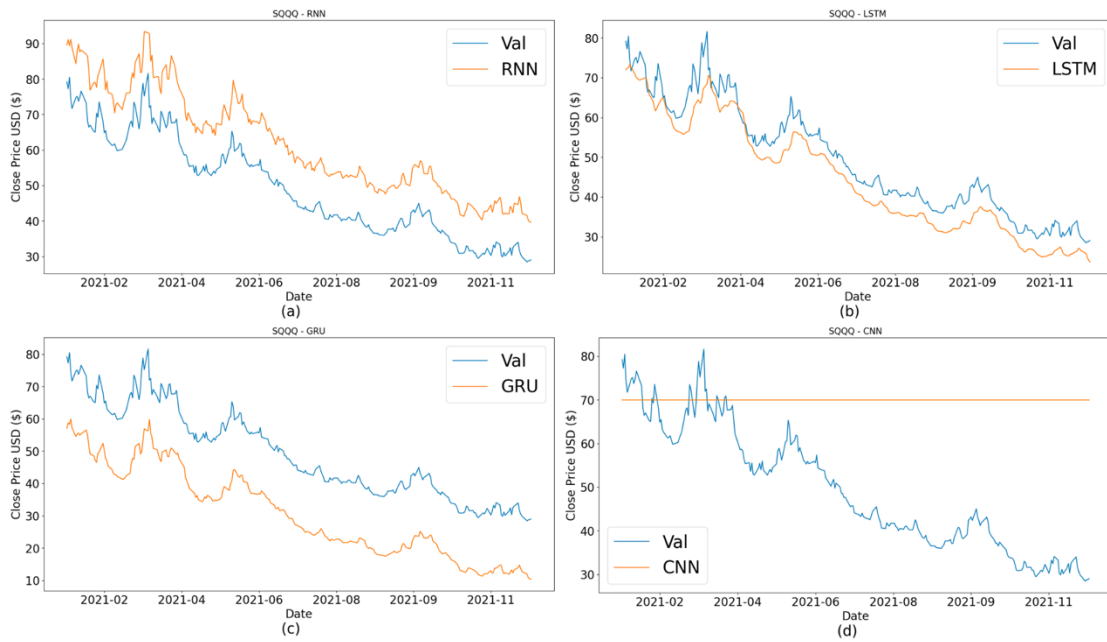 SQQQ - RNN
Close Price USD ($)
90
80
70
60
50
40
30
Val
RNN
2021-02 2021-04 2021-06 2021-08 2021-09 2021-11
Date
(a)
SQQQ - LSTM
Close Price USD ($)
80
70
60
50
40
30
Val
LSTM
2021-02 2021-04 2021-06 2021-08 2021-09 2021-11
Date
(b)
SQQQ - GRU
Close Price USD ($)
80
70
60
50
40
30
20
10
Val
GRU
2021-02 2021-04 2021-06 2021-08 2021-09 2021-11
Date
(c)
SQQQ - CNN
Close Price USD ($)
80
70
60
50
40
30
Val
CNN
2021-02 2021-04 2021-06 2021-08 2021-09 2021-11
Date
(d)